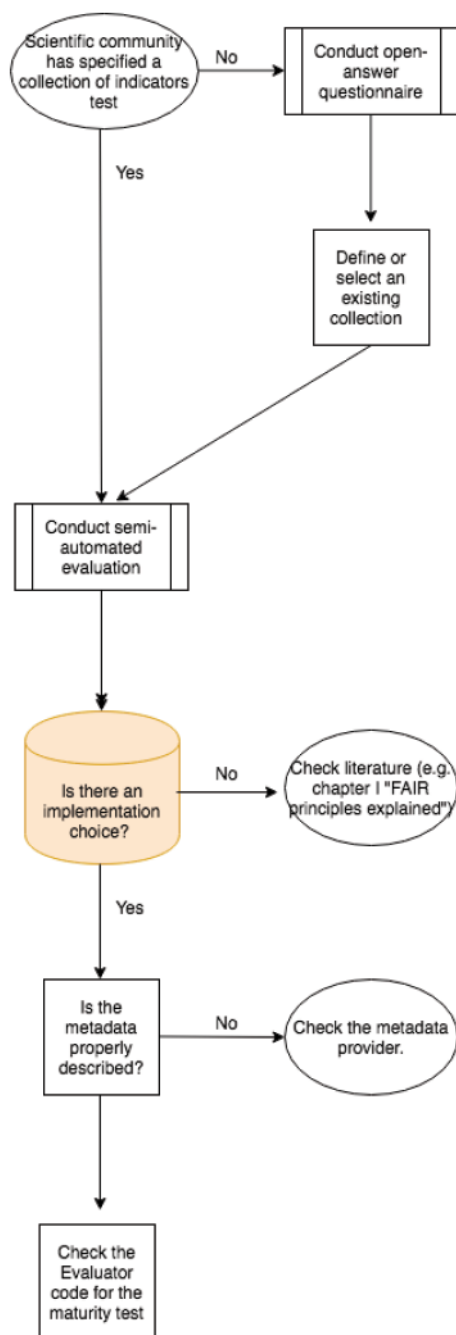 Scientific community
has specified a
collection of indicators
test
No
Conduct open-
answer
questionnaire
Yes
Define or
select an
existing
collection
Conduct semi-
automated
evaluation
Is there an
implementation
choice?
No
Check literature (e.g.
chapter I "FAIR
principles explained")
Yes
Is the
metadata
properly
described?
No
Check the metadata
provider.
Check the
Evaluator
code for the
maturity test